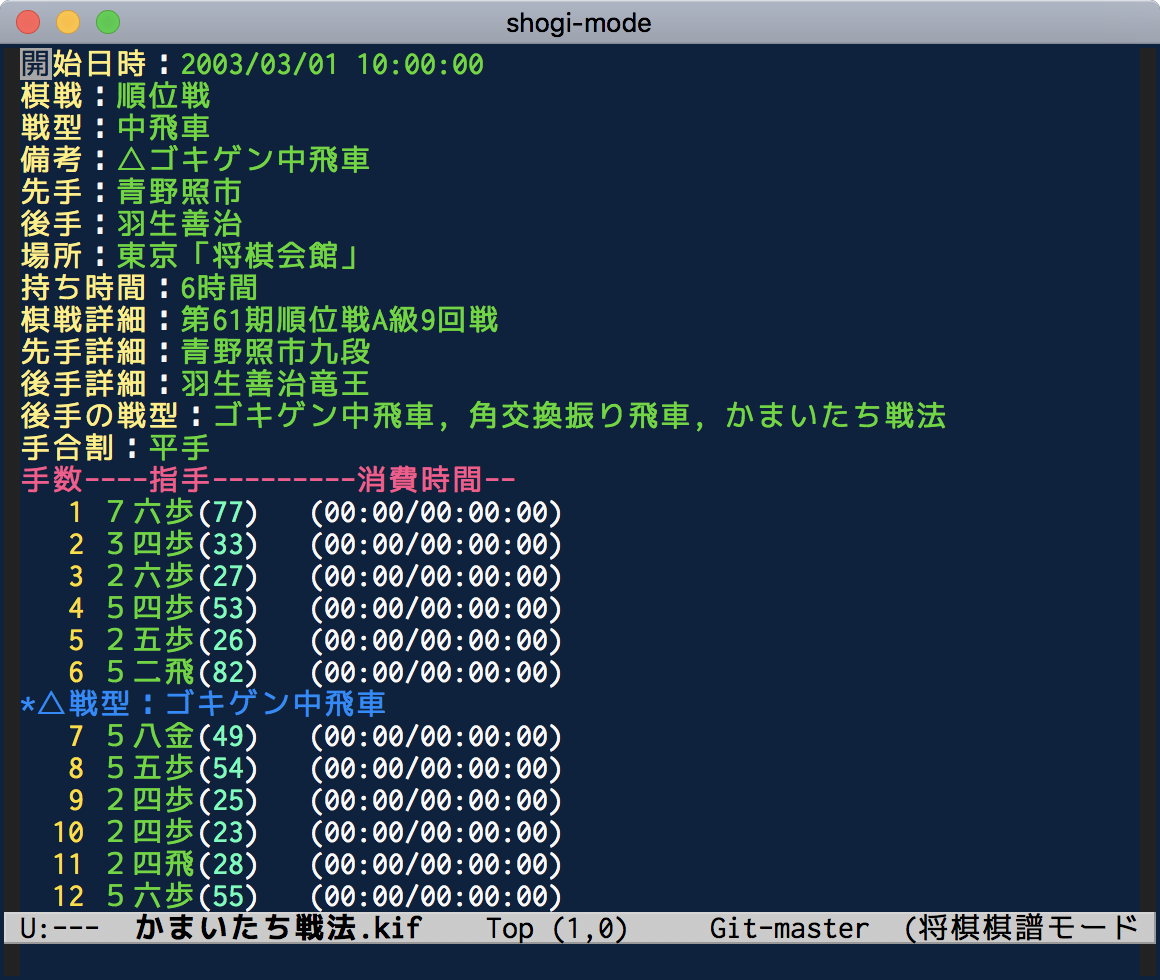 shogi-mode
開始日時：2003/03/01 10:00:00
棋戦：順位戦
戦型：中飛車
備考：△ゴキゲン中飛車
先手：青野照市
後手：羽生善治
場所：東京「将棋会館」
持ち時間：6時間
棋戦詳細：第61期順位戦A級9回戦
先手詳細：青野照市九段
後手詳細：羽生善治竜王
後手の戦型：ゴキゲン中飛車, 角交換振り飛車, かまいたち戦法
手合割：平手
手数----指手---------消費時間--
1 ７六歩(77) (00:00/00:00:00)
2 ３四歩(33) (00:00/00:00:00)
3 ２六歩(27) (00:00/00:00:00)
4 ５四歩(53) (00:00/00:00:00)
5 ２五歩(26) (00:00/00:00:00)
6 ５二飛(82) (00:00/00:00:00)
*△戦型：ゴキゲン中飛車
7 ５八金(49) (00:00/00:00:00)
8 ５五歩(54) (00:00/00:00:00)
9 ２四歩(25) (00:00/00:00:00)
10 ２四歩(23) (00:00/00:00:00)
11 ２四飛(28) (00:00/00:00:00)
12 ５六歩(55) (00:00/00:00:00)
U:--- かまいたち戦法.kif Top (1,0) Git-master (将棋棋譜モード